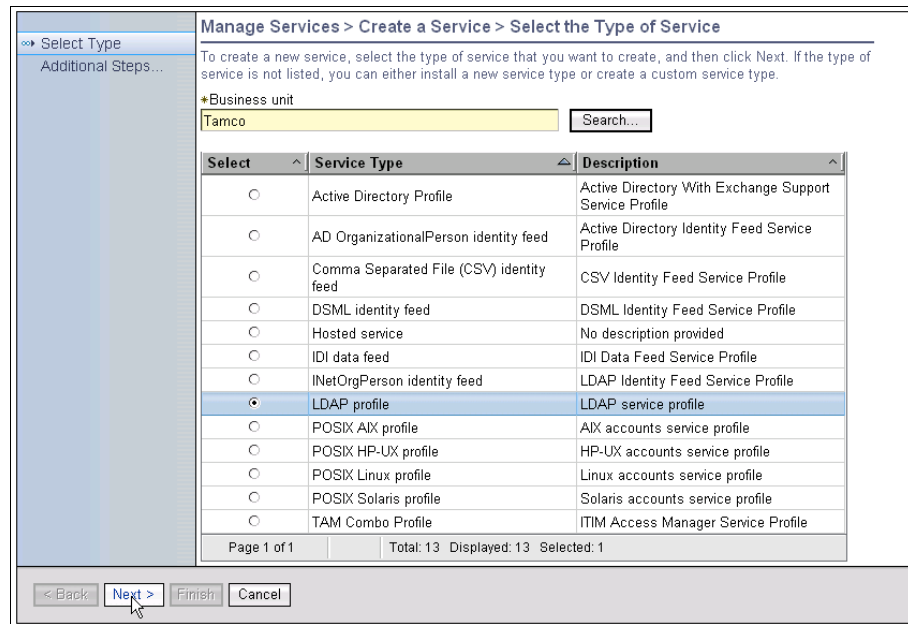 Select Type
Additional Steps...
Manage Services > Create a Service > Select the Type of Service
To create a new service, select the type of service that you want to create, and then click Next. If the type of
service is not listed, you can either install a new service type or create a custom service type.
*Business unit
Tamco Search...
Select Service Type Description
Active Directory Profile Active Directory With Exchange Support
Service Profile
AD OrganizationalPerson identity feed Active Directory Identity Feed Service
Profile
Comma Separated File (CSV) identity
feed CSV Identity Feed Service Profile
DSML identity feed DSML Identity Feed Service Profile
Hosted service No description provided
IDI data feed IDI Data Feed Service Profile
INetOrgPerson identity feed LDAP Identity Feed Service Profile
LDAP profile LDAP service profile
POSIX AIX profile AIX accounts service profile
POSIX HP-UX profile HP-UX accounts service profile
POSIX Linux profile Linux accounts service profile
POSIX Solaris profile Solaris accounts service profile
TAM Combo Profile ITIM Access Manager Service Profile
Page 1 of 1 Total: 13 Displayed: 13 Selected: 1
< Back Next > Finish Cancel